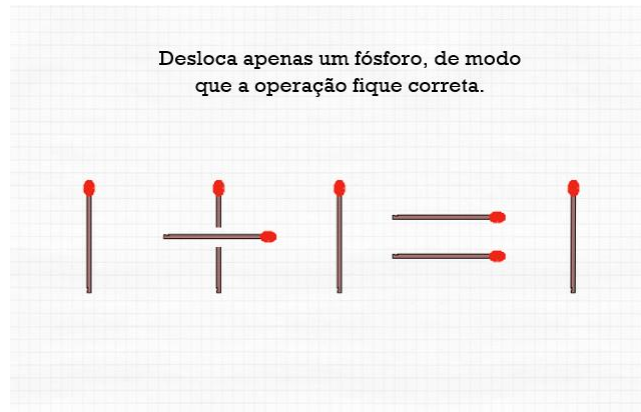 Desloca apenas um fósforo, de modo
que a operação fique correta.